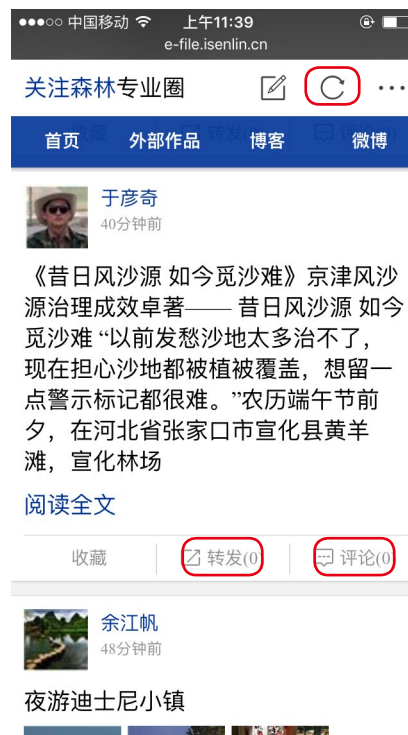 中国移动 上午11:39
e-file.isenlin.cn
关注森林专业圈
首页 外部作品 博客 微博
于彦奇
40分钟前
《昔日风沙源 如今觅沙难》京津风沙
源治理成效卓著—— 昔日风沙源 如今
觅沙难 “以前发愁沙地太多治不了，
现在担心沙地都被植被覆盖，想留一
点警示标记都很难。”农历端午节前
夕，在河北省张家口市宣化县黄羊
滩，宣化林场
阅读全文
收藏 转发(0) 评论(0)
余江帆
48分钟前
夜游迪士尼小镇